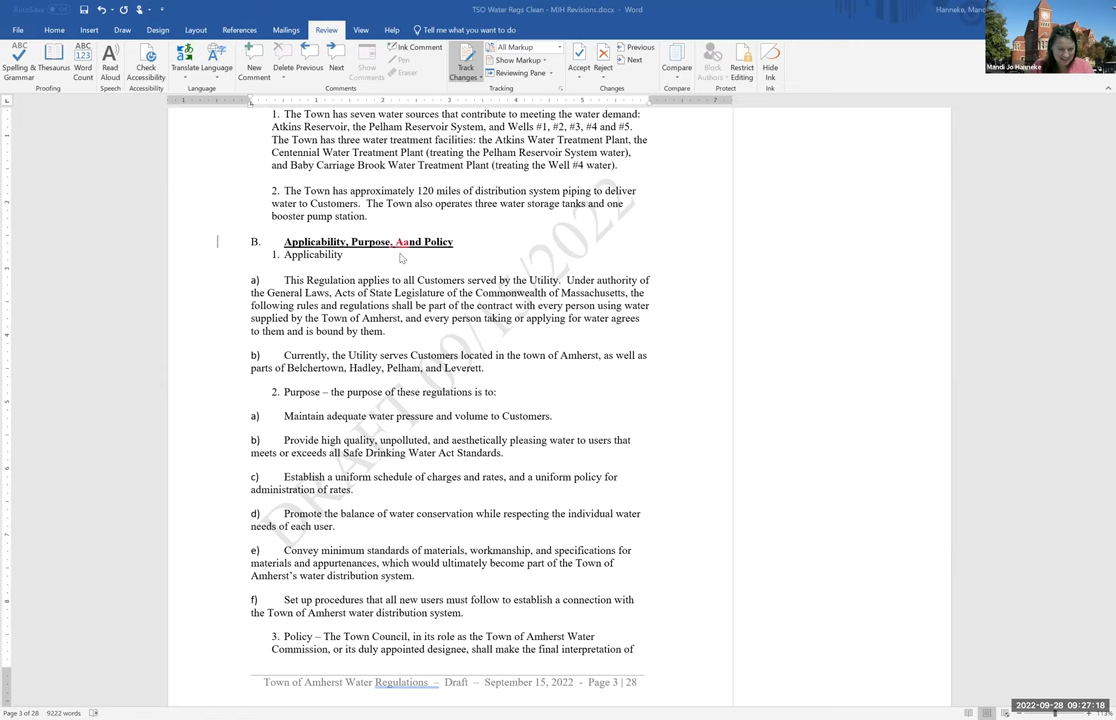 AutoSave Off
TSO Water Regs Clean - MJH Revisions.docx - Word
Hanneke, Mand
File Home Insert Draw Design Layout References Mailings Review View Help Tell me what you want to do
Spelling & Grammar
Thesaurus
Word Count
Read Aloud
Check Accessibility
Translate
Language
New Comment
Delete
Previous
Next
Show Comments
Ink Comment
Pen
Eraser
Track Changes
All Markup
Show Markup
Reviewing Pane
Accept
Reject
Previous
Next
Compare
Block Authors
Restrict Editing
Hide Ink
Proofing Speech Accessibility Language Comments Tracking Changes Compare Protect Ink
Mandi Jo Hanneke
1. The Town has seven water sources that contribute to meeting the water demand:
Atkins Reservoir, the Pelham Reservoir System, and Wells #1, #2, #3, #4 and #5.
The Town has three water treatment facilities: the Atkins Water Treatment Plant, the
Centennial Water Treatment Plant (treating the Pelham Reservoir System water),
and Baby Carriage Brook Water Treatment Plant (treating the Well #4 water).
2. The Town has approximately 120 miles of distribution system piping to deliver
water to Customers. The Town also operates three water storage tanks and one
booster pump station.
B. Applicability, Purpose, Aand Policy
1. Applicability
a) This Regulation applies to all Customers served by the Utility. Under authority of
the General Laws, Acts of State Legislature of the Commonwealth of Massachusetts, the
following rules and regulations shall be part of the contract with every person using water
supplied by the Town of Amherst, and every person taking or applying for water agrees
to them and is bound by them.
b) Currently, the Utility serves Customers located in the town of Amherst, as well as
parts of Belchertown, Hadley, Pelham, and Leverett.
2. Purpose – the purpose of these regulations is to:
a) Maintain adequate water pressure and volume to Customers.
b) Provide high quality, unpolluted, and aesthetically pleasing water to users that
meets or exceeds all Safe Drinking Water Act Standards.
c) Establish a uniform schedule of charges and rates, and a uniform policy for
administration of rates.
d) Promote the balance of water conservation while respecting the individual water
needs of each user.
e) Convey minimum standards of materials, workmanship, and specifications for
materials and appurtenances, which would ultimately become part of the Town of
Amherst's water distribution system.
f) Set up procedures that all new users must follow to establish a connection with
the Town of Amherst water distribution system.
3. Policy – The Town Council, in its role as the Town of Amherst Water
Commission, or its duly appointed designee, shall make the final interpretation of
DRAFT 09/15/2022
Town of Amherst Water Regulations – Draft – September 15, 2022 - Page 3 | 28
Page 3 of 28 9222 words
2022-09-28 09:27:18
113%